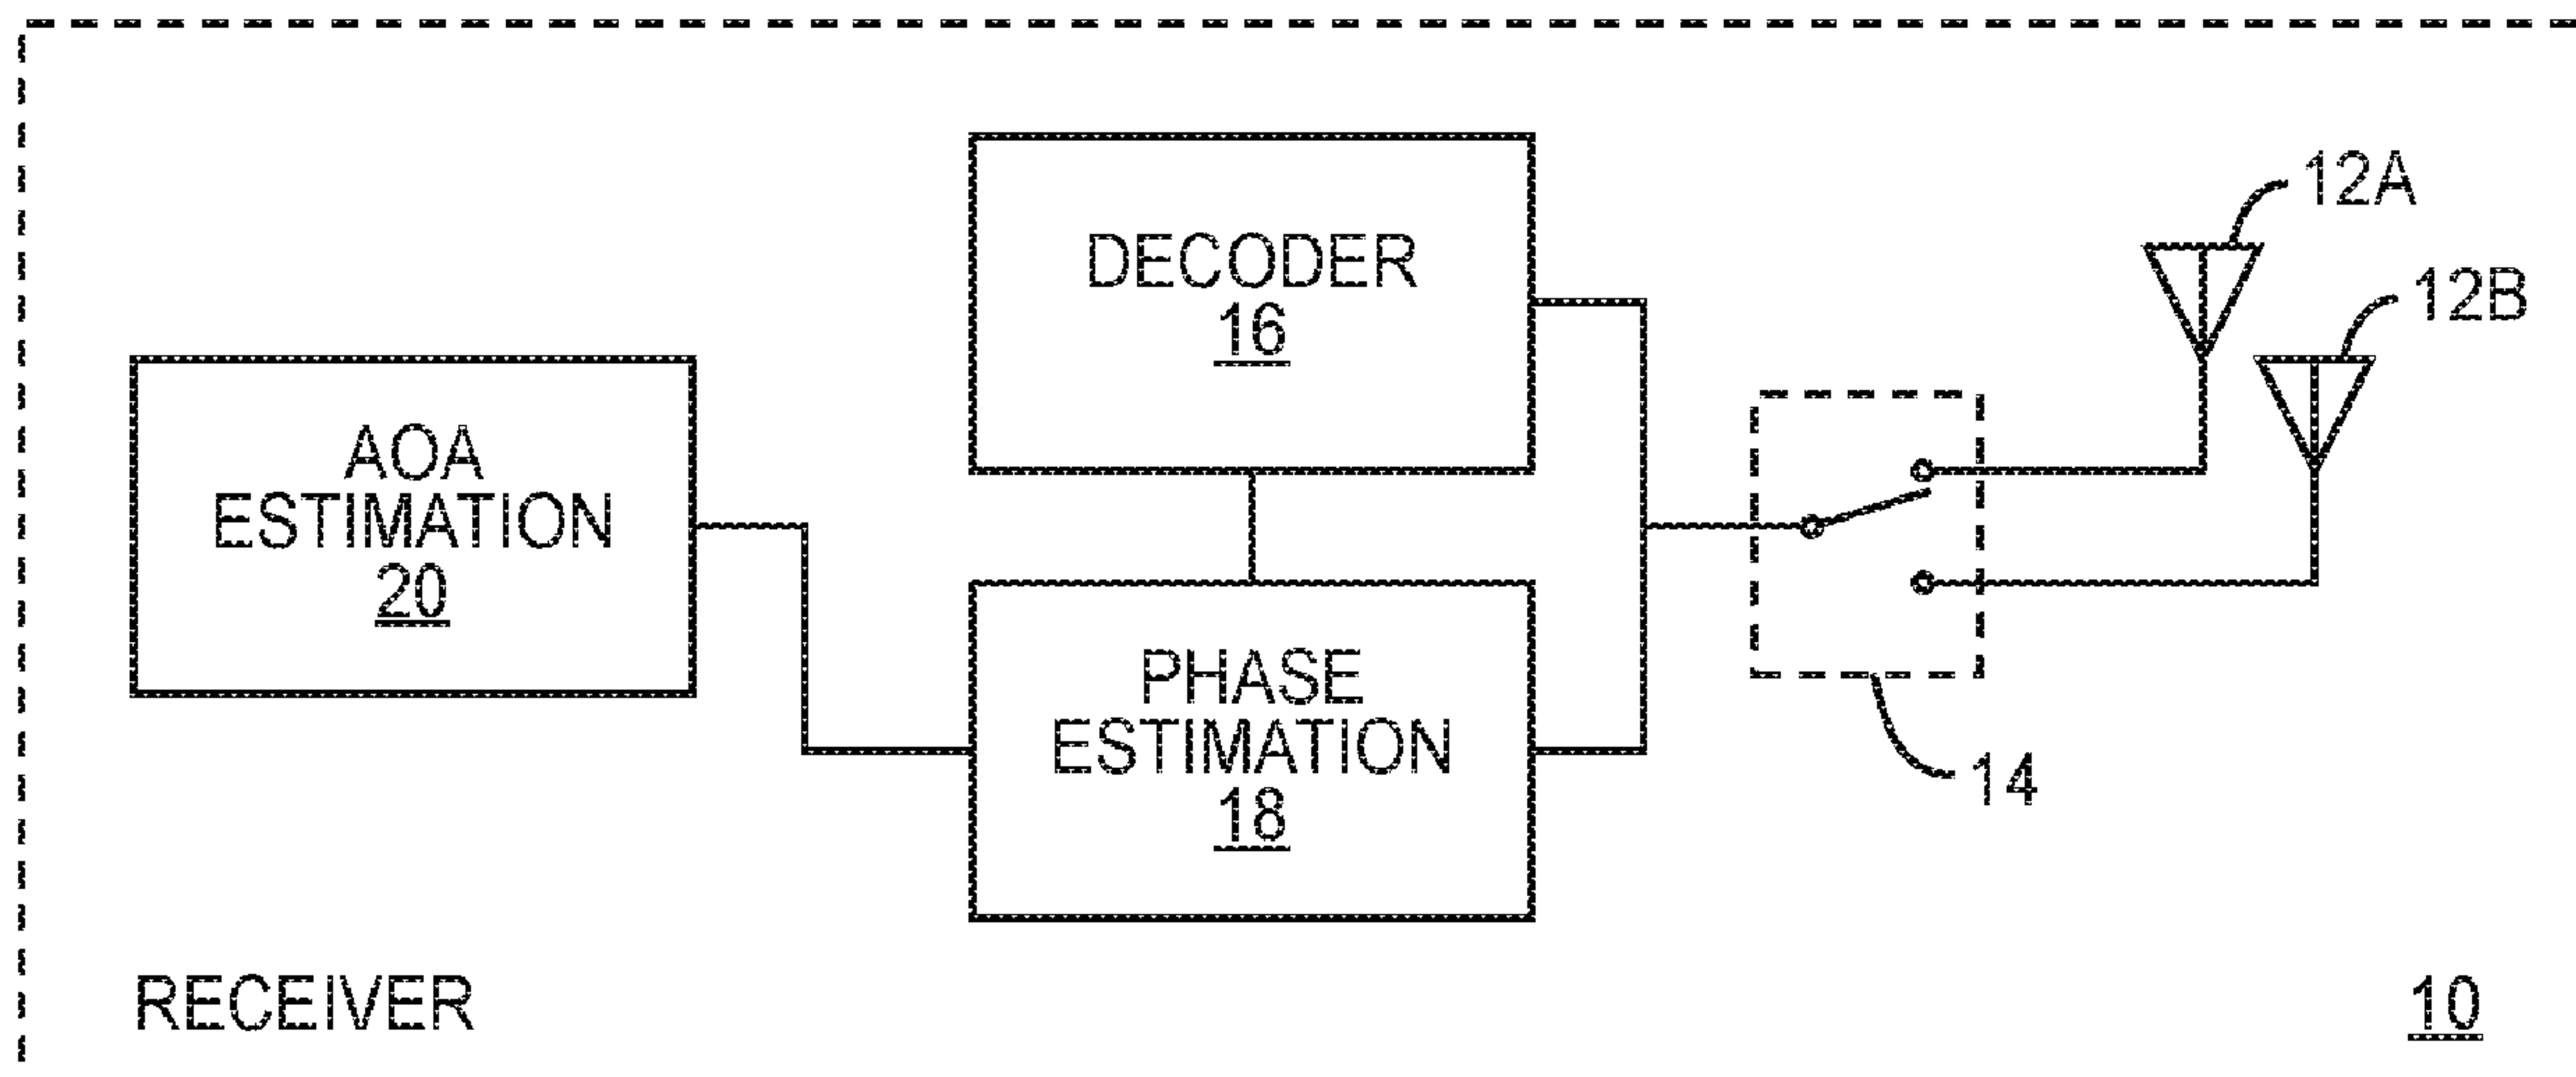 12A
12B
DECODER
16
AOA
ESTIMATION
20
PHASE
ESTIMATION
18
14
RECEIVER
10